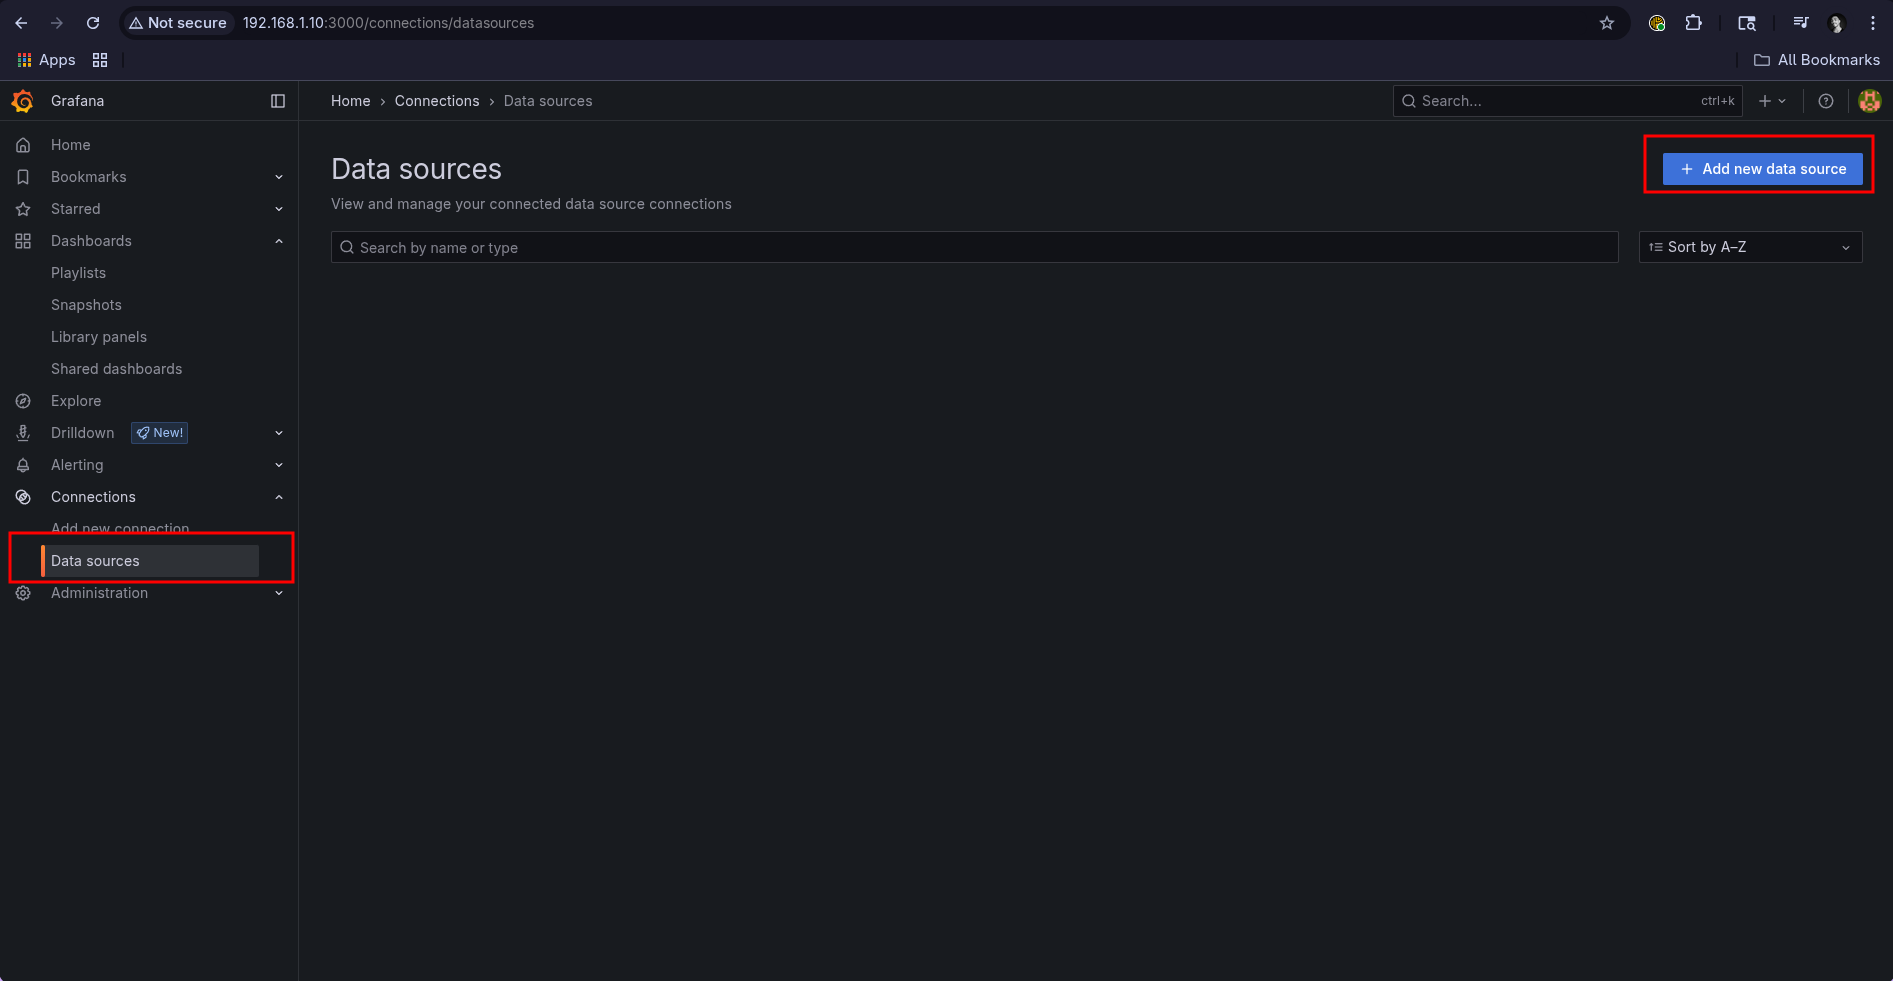 Not secure 192.168.1.10:3000/connections/datasources
Apps
All Bookmarks
Grafana
Home › Connections › Data sources
Search...
ctrl+k
Home
Bookmarks
Starred
Dashboards
Playlists
Snapshots
Library panels
Shared dashboards
Explore
Drilldown New!
Alerting
Connections
Add new connection
Data sources
Administration
Data sources
Add new data source
View and manage your connected data source connections
Search by name or type
Sort by A–Z